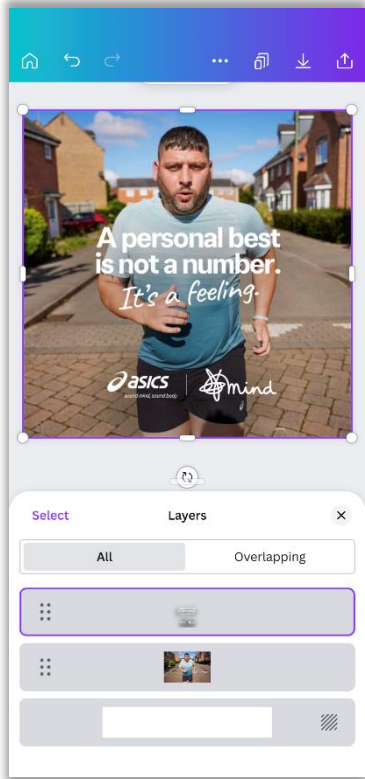 A personal best
is not a number.
It's a feeling.
asics
sound mind, sound body
mind
Select
Layers
All
Overlapping